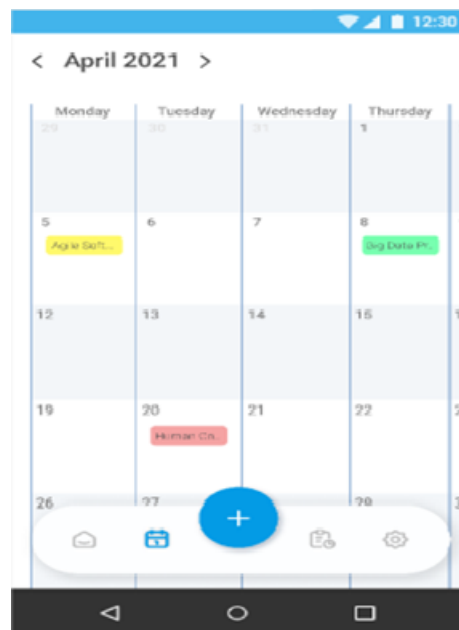 12:30
< April 2021 >
Monday Tuesday Wednesday Thursday
29 30 31 1
5 6 7 8
Agile Soft... Big Data Pr..
12 13 14 15
19 20 21 22
Human Co..
26 27 29
+